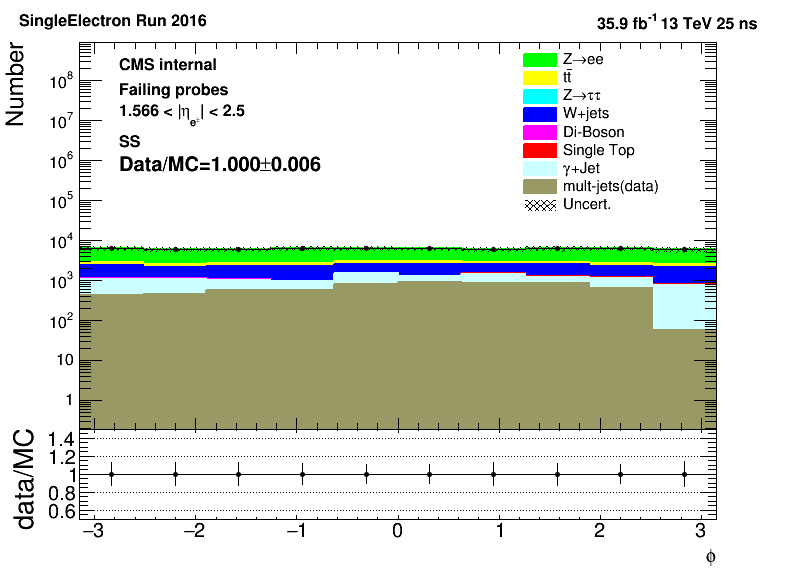 SingleElectron Run 2016
35.9 fb⁻¹ 13 TeV 25 ns
Number
CMS internal
Failing probes
1.566 < |η_e±| < 2.5
SS
Data/MC=1.000±0.006
Z→ee
tt̄
Z→ττ
W+jets
Di-Boson
Single Top
γ+Jet
mult-jets(data)
Uncert.
10⁸
10⁷
10⁶
10⁵
10⁴
10³
10²
10
1
data/MC
1.4
1.2
1
0.8
0.6
−3 −2 −1 0 1 2 3
ϕ